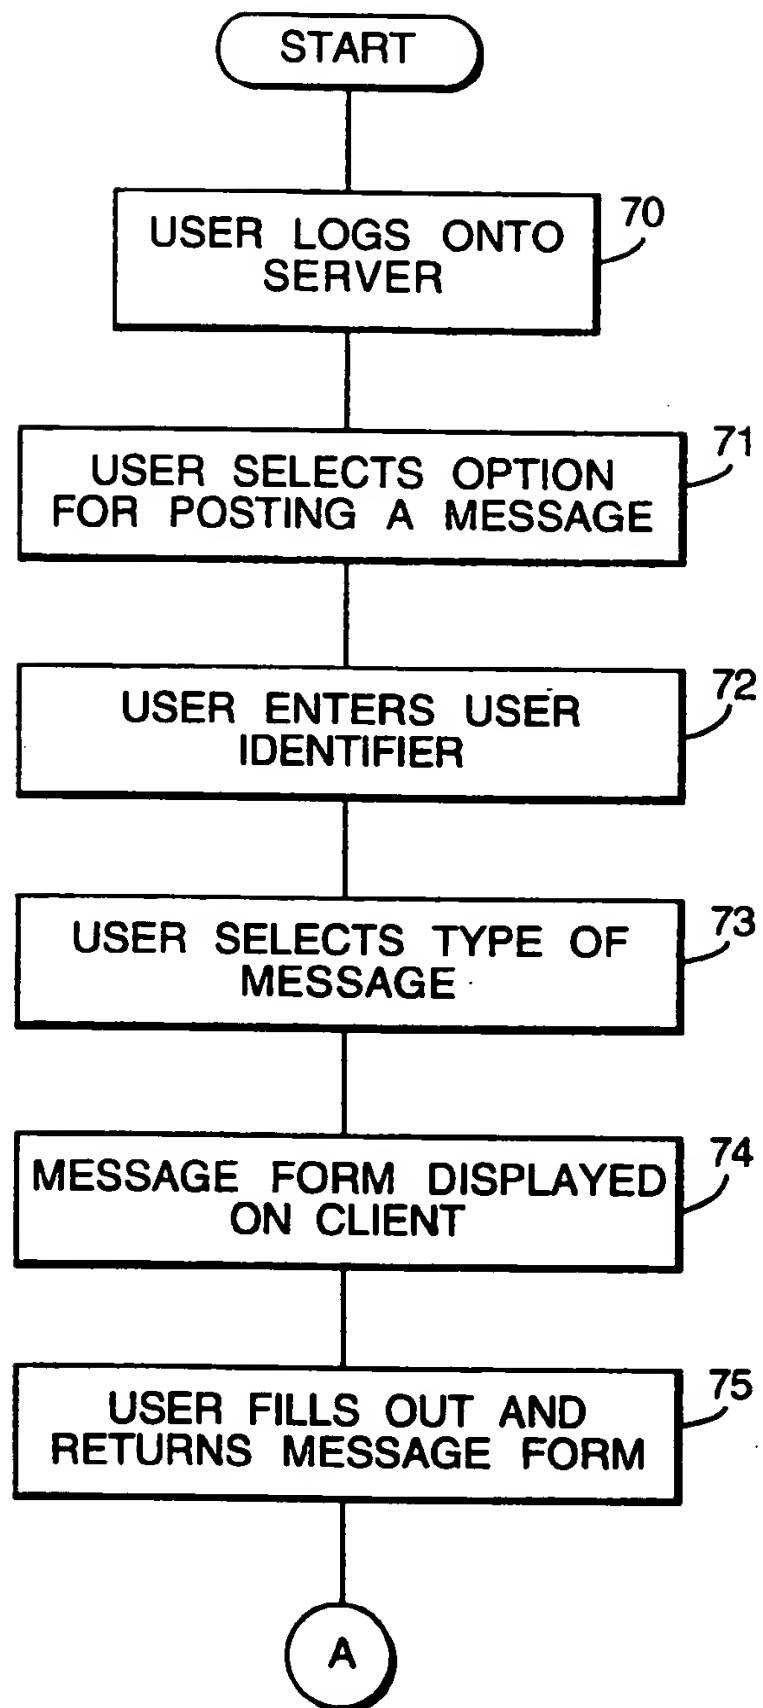 START
USER LOGS ONTO
SERVER
70
USER SELECTS OPTION
FOR POSTING A MESSAGE
71
USER ENTERS USER
IDENTIFIER
72
USER SELECTS TYPE OF
MESSAGE
73
MESSAGE FORM DISPLAYED
ON CLIENT
74
USER FILLS OUT AND
RETURNS MESSAGE FORM
75
A